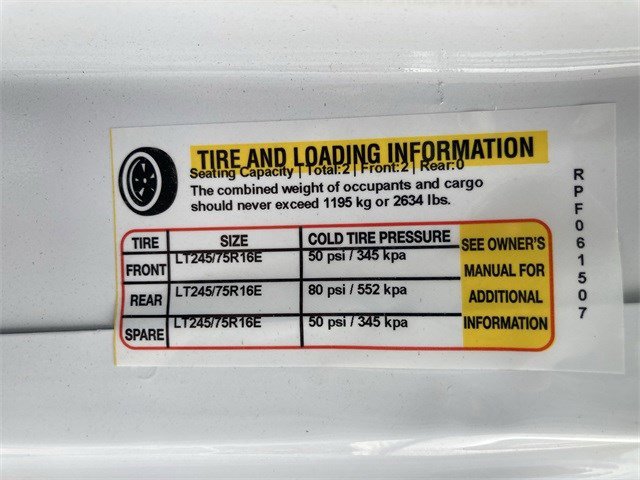 TIRE AND LOADING INFORMATION
Seating Capacity | Total:2 | Front:2 | Rear:0
The combined weight of occupants and cargo
should never exceed 1195 kg or 2634 lbs.
TIRE SIZE COLD TIRE PRESSURE
FRONT LT245/75R16E 50 psi / 345 kpa
REAR LT245/75R16E 80 psi / 552 kpa
SPARE LT245/75R16E 50 psi / 345 kpa
SEE OWNER'S
MANUAL FOR
ADDITIONAL
INFORMATION
RPF061507